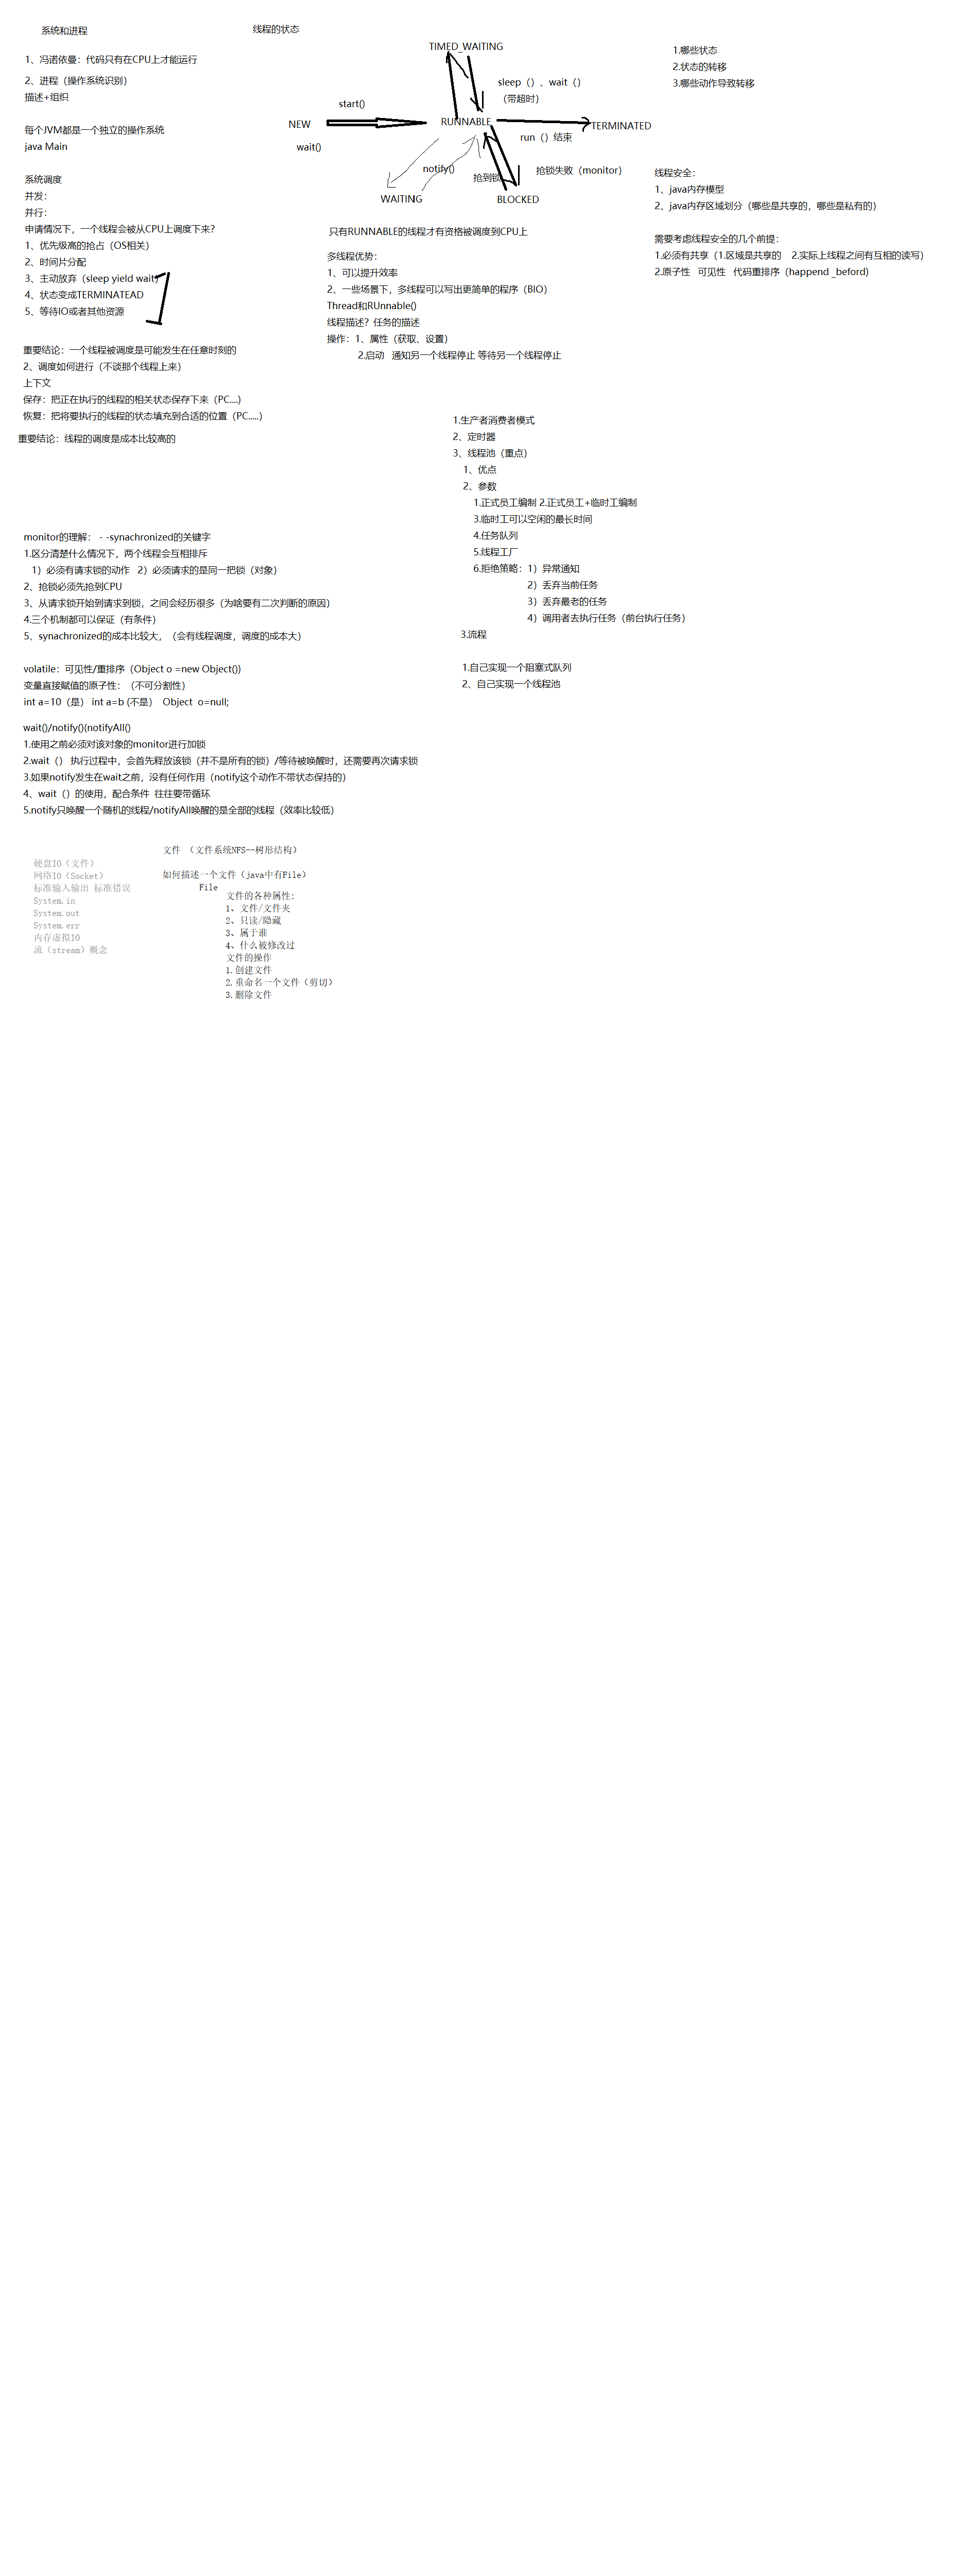 系统和进程
1、冯诺依曼：代码只有在CPU上才能运行
2、进程（操作系统识别）
描述+组织
每个JVM都是一个独立的操作系统
java Main
系统调度
并发：
并行：
申请情况下，一个线程会被从CPU上调度下来？
1、优先级高的抢占（OS相关）
2、时间片分配
3、主动放弃（sleep yield wait）
4、状态变成TERMINATEAD
5、等待IO或者其他资源
重要结论：一个线程被调度是可能发生在任意时刻的
2、调度如何进行（不谈那个线程上来）
上下文
保存：把正在执行的线程的相关状态保存下来（PC....）
恢复：把将要执行的线程的状态填充到合适的位置（PC.....）
重要结论：线程的调度是成本比较高的
线程的状态
TIMED_WAITING
sleep（）、wait（）
（带超时）
start()
NEW
RUNNABLE
TERMINATED
run（）结束
wait()
notify()
抢到锁
抢锁失败（monitor）
WAITING
BLOCKED
只有RUNNABLE的线程才有资格被调度到CPU上
多线程优势：
1、可以提升效率
2、一些场景下，多线程可以写出更简单的程序（BIO）
Thread和RUnnable()
线程描述？任务的描述
操作：1、属性（获取、设置）
2.启动 通知另一个线程停止 等待另一个线程停止
1.哪些状态
2.状态的转移
3.哪些动作导致转移
线程安全：
1、java内存模型
2、java内存区域划分（哪些是共享的，哪些是私有的）
需要考虑线程安全的几个前提：
1.必须有共享（1.区域是共享的 2.实际上线程之间有互相的读写）
2.原子性 可见性 代码重排序（happend _beford)
1.生产者消费者模式
2、定时器
3、线程池（重点）
1、优点
2、参数
1.正式员工编制 2.正式员工+临时工编制
3.临时工可以空闲的最长时间
4.任务队列
5.线程工厂
6.拒绝策略：1）异常通知
2）丢弃当前任务
3）丢弃最老的任务
4）调用者去执行任务（前台执行任务）
3.流程
1.自己实现一个阻塞式队列
2、自己实现一个线程池
monitor的理解： - -synachronized的关键字
1.区分清楚什么情况下，两个线程会互相排斥
1）必须有请求锁的动作 2）必须请求的是同一把锁（对象）
2、抢锁必须先抢到CPU
3、从请求锁开始到请求到锁，之间会经历很多（为啥要有二次判断的原因）
4.三个机制都可以保证（有条件）
5、synachronized的成本比较大，（会有线程调度，调度的成本大）
volatile：可见性/重排序（Object o =new Object())
变量直接赋值的原子性：（不可分割性）
int a=10（是） int a=b (不是） Object o=null;
wait()/notify()(notifyAll()
1.使用之前必须对该对象的monitor进行加锁
2.wait（） 执行过程中，会首先释放该锁（并不是所有的锁）/等待被唤醒时，还需要再次请求锁
3.如果notify发生在wait之前，没有任何作用（notify这个动作不带状态保持的）
4、wait（）的使用，配合条件 往往要带循环
5.notify只唤醒一个随机的线程/notifyAll唤醒的是全部的线程（效率比较低）
硬盘IO（文件）
网络IO（Socket）
标准输入输出 标准错误
System.in
System.out
System.err
内存虚拟IO
流（stream）概念
文件 （文件系统NFS--树形结构）
如何描述一个文件（java中有File）
File
文件的各种属性:
1、文件/文件夹
2、只读/隐藏
3、属于谁
4、什么被修改过
文件的操作
1.创建文件
2.重命名一个文件（剪切）
3.删除文件